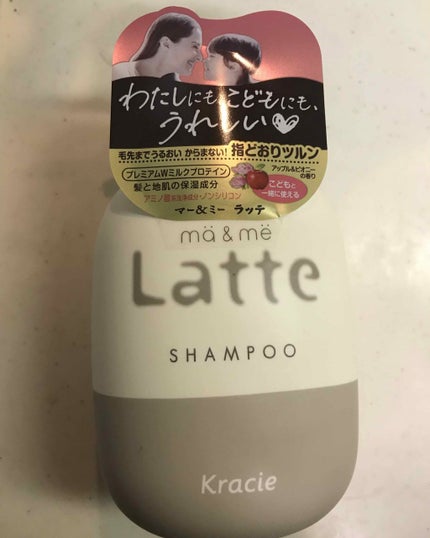 わたしにもこどもにも、
うれしい
毛先までうるおい からまない!指どおりツルン
プレミアムWミルクプロテイン
髪と地肌の保湿成分
アミノ酸系洗浄成分・ノンシリコン
アップル&ピオニー
の香り
こどもと
一緒に使える
マー&ミー ラッテ
mä & më
Latte
SHAMPOO
Kracie